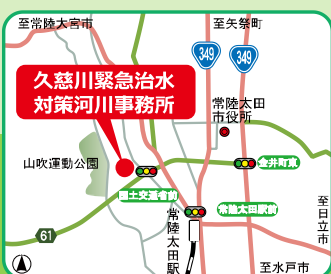 至常陸大宮市
至矢祭町
349
349
久慈川緊急治水
対策河川事務所
常陸太田
市役所
山吹運動公園
金井町東
国土交通省前
常陸太田駅前
61
常陸太田駅
至日立市
至水戸市